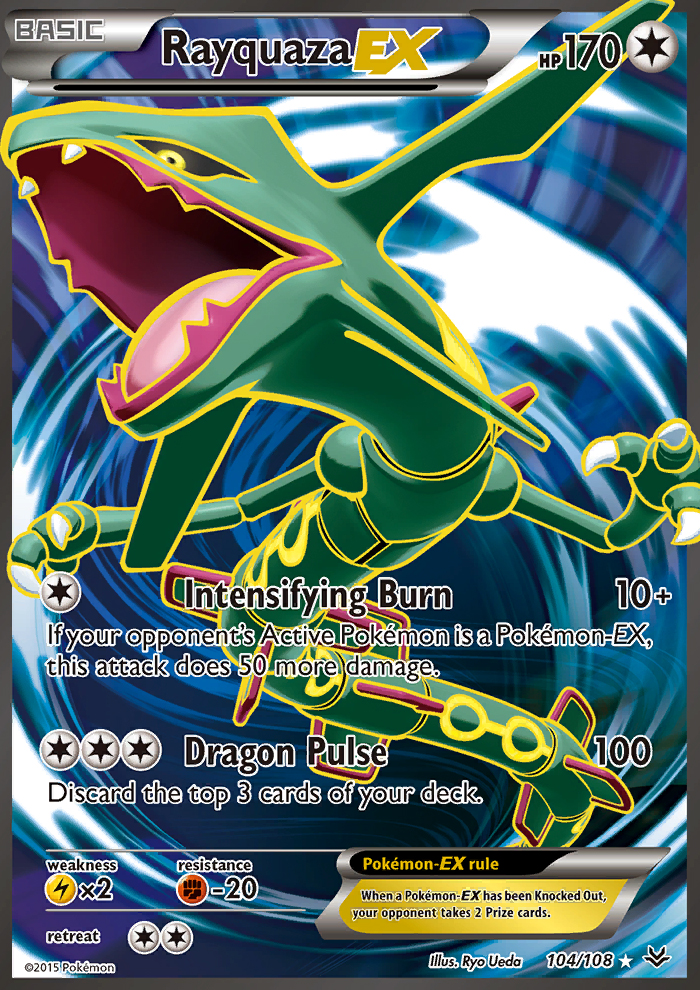 BASIC
Rayquaza EX
HP170
Intensifying Burn 10+
If your opponent's Active Pokémon is a Pokémon-EX,
this attack does 50 more damage.
Dragon Pulse 100
Discard the top 3 cards of your deck.
weakness resistance
×2 -20
Pokémon-EX rule
When a Pokémon-EX has been Knocked Out,
your opponent takes 2 Prize cards.
retreat
©2015 Pokémon
Illus. Ryo Ueda 104/108